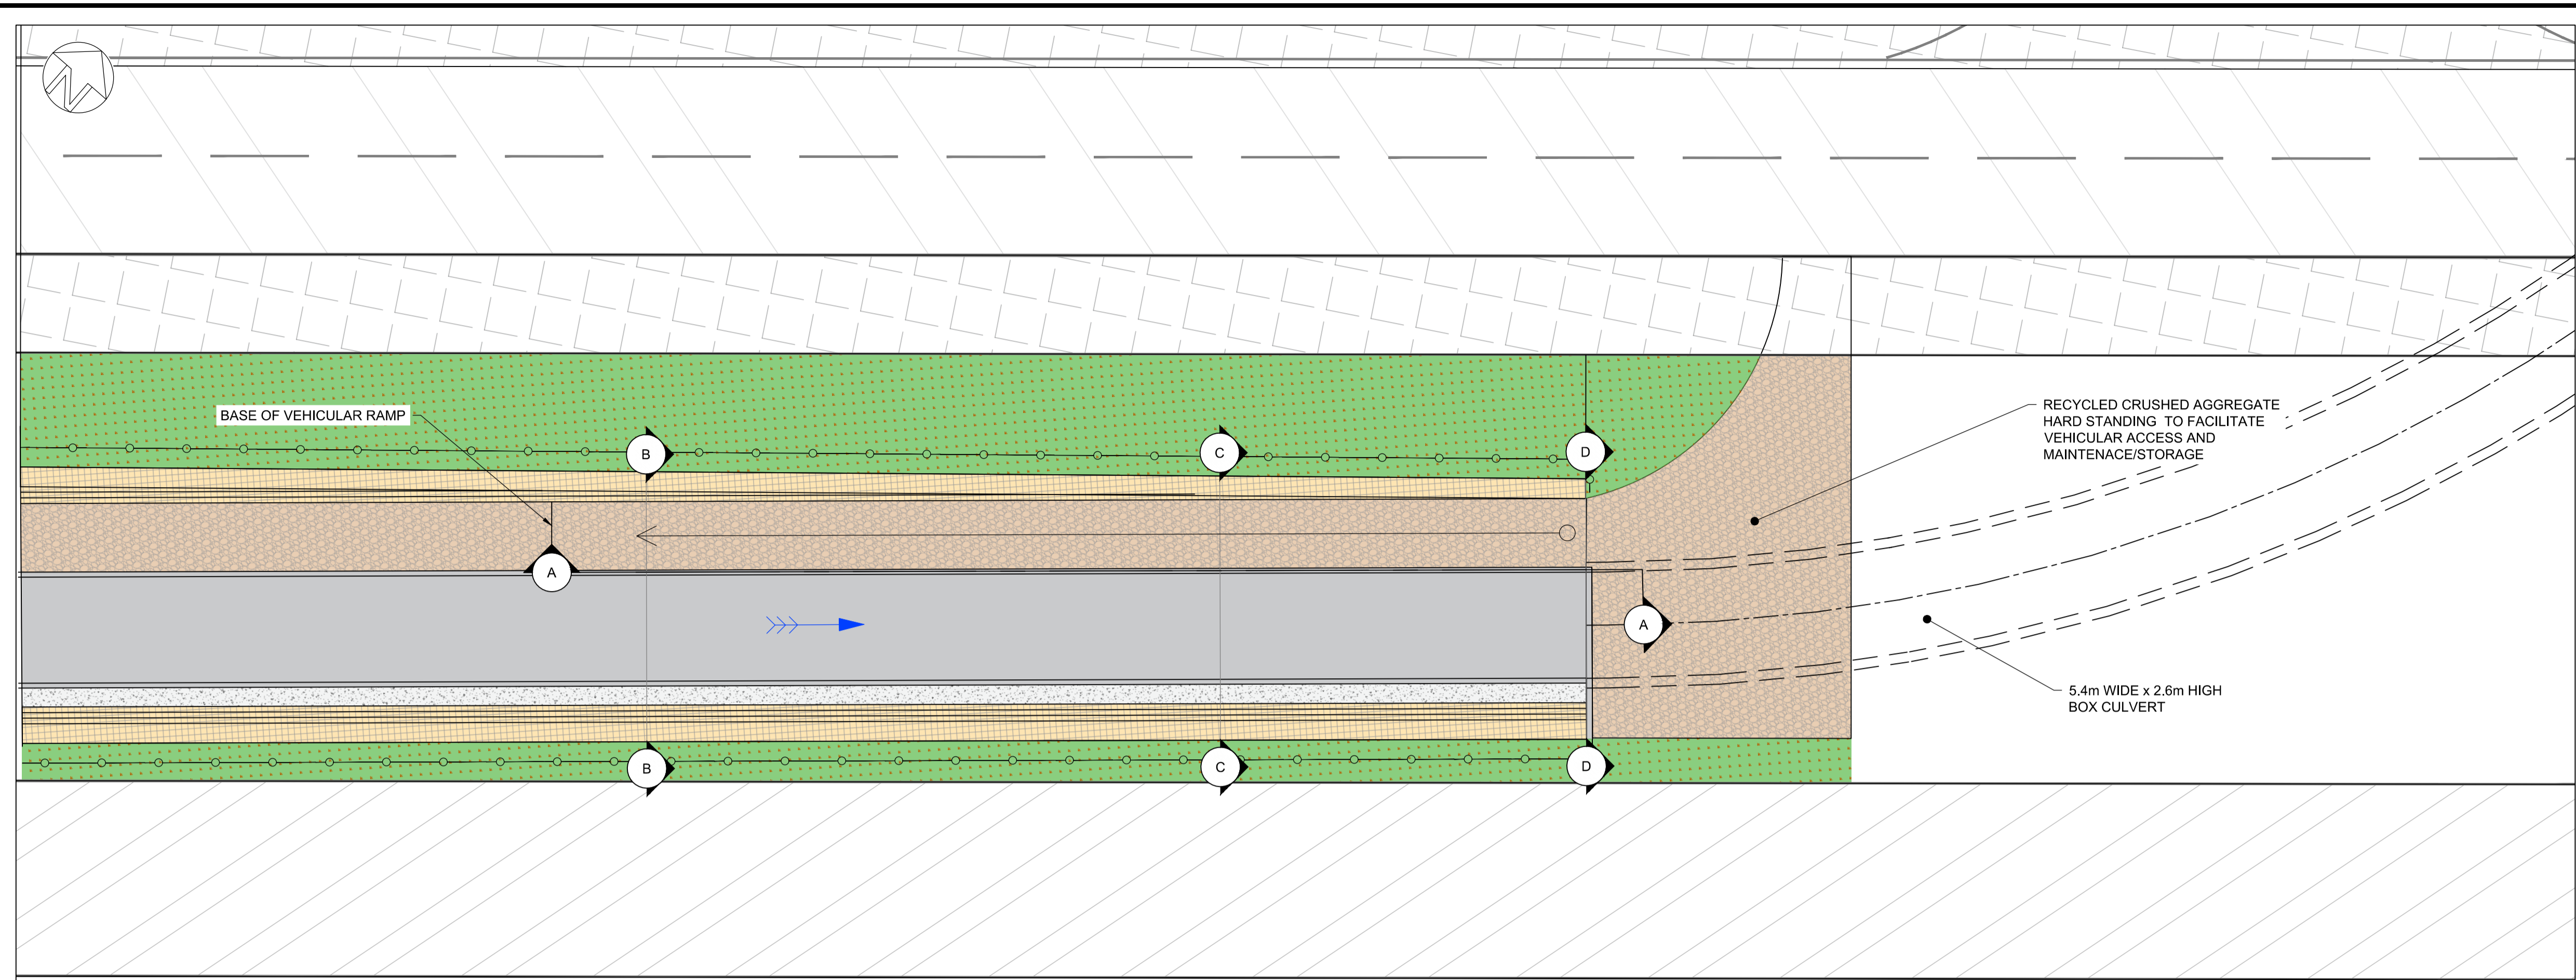 N
BASE OF VEHICULAR RAMP
RECYCLED CRUSHED AGGREGATE
HARD STANDING TO FACILITATE
VEHICULAR ACCESS AND
MAINTENACE/STORAGE
B
C
D
A
A
5.4m WIDE x 2.6m HIGH
BOX CULVERT
B
C
D